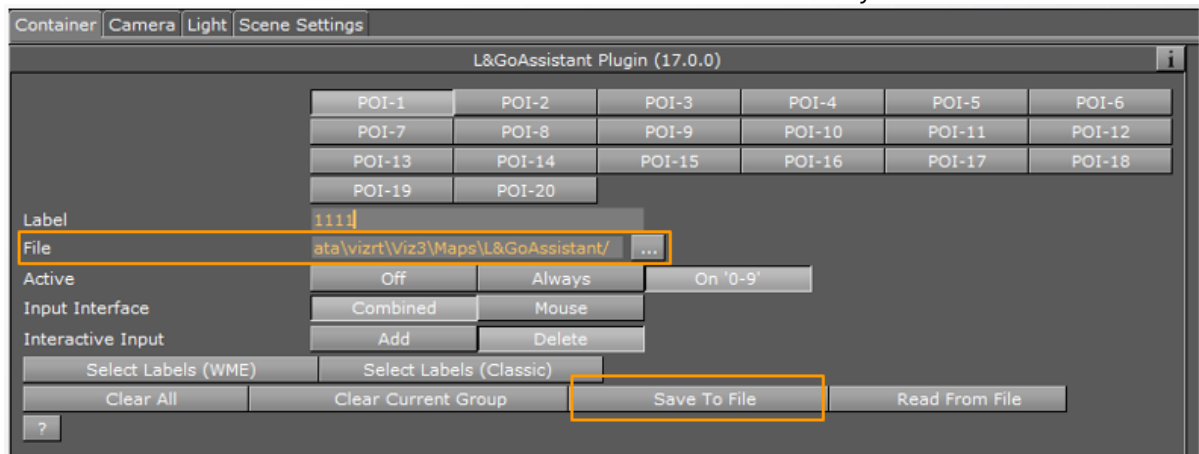 Container Camera Light Scene Settings
L&GoAssistant Plugin (17.0.0) i
POI-1 POI-2 POI-3 POI-4 POI-5 POI-6
POI-7 POI-8 POI-9 POI-10 POI-11 POI-12
POI-13 POI-14 POI-15 POI-16 POI-17 POI-18
POI-19 POI-20
Label 1111
File ata\vizrt\Viz3\Maps\L&GoAssistant/ ...
Active Off Always On '0-9'
Input Interface Combined Mouse
Interactive Input Add Delete
Select Labels (WME) Select Labels (Classic)
Clear All Clear Current Group Save To File Read From File
?